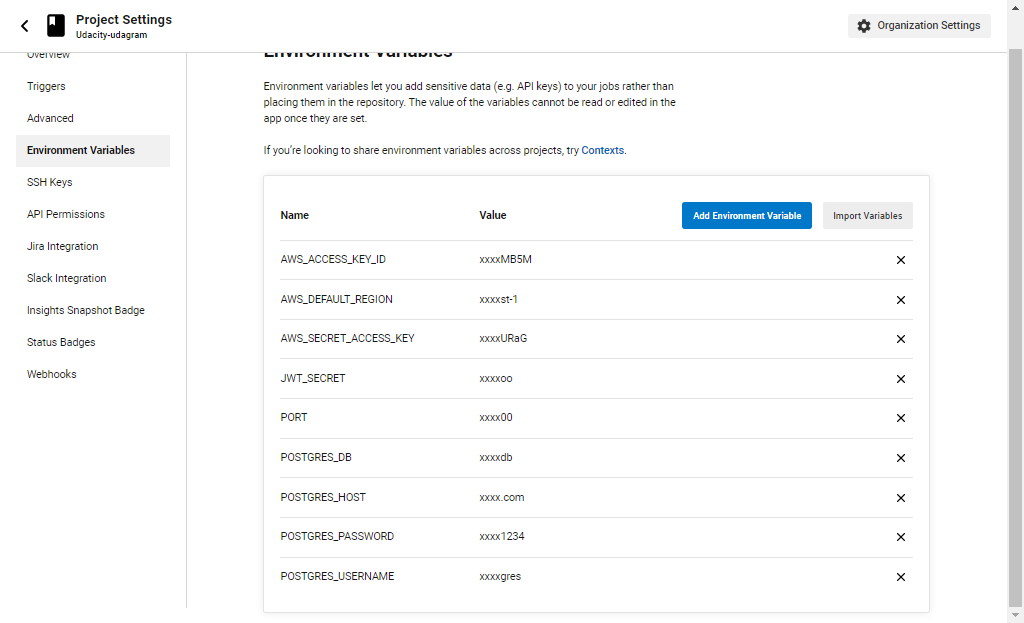 Project Settings
Udacity-udagram
Organization Settings
Overview
Triggers
Advanced
Environment Variables
SSH Keys
API Permissions
Jira Integration
Slack Integration
Insights Snapshot Badge
Status Badges
Webhooks
Environment Variables
Environment variables let you add sensitive data (e.g. API keys) to your jobs rather than
placing them in the repository. The value of the variables cannot be read or edited in the
app once they are set.
If you're looking to share environment variables across projects, try Contexts.
Name Value Add Environment Variable Import Variables
AWS_ACCESS_KEY_ID xxxxMB5M
AWS_DEFAULT_REGION xxxxst-1
AWS_SECRET_ACCESS_KEY xxxxURaG
JWT_SECRET xxxxoo
PORT xxxx00
POSTGRES_DB xxxxdb
POSTGRES_HOST xxxx.com
POSTGRES_PASSWORD xxxx1234
POSTGRES_USERNAME xxxxgres